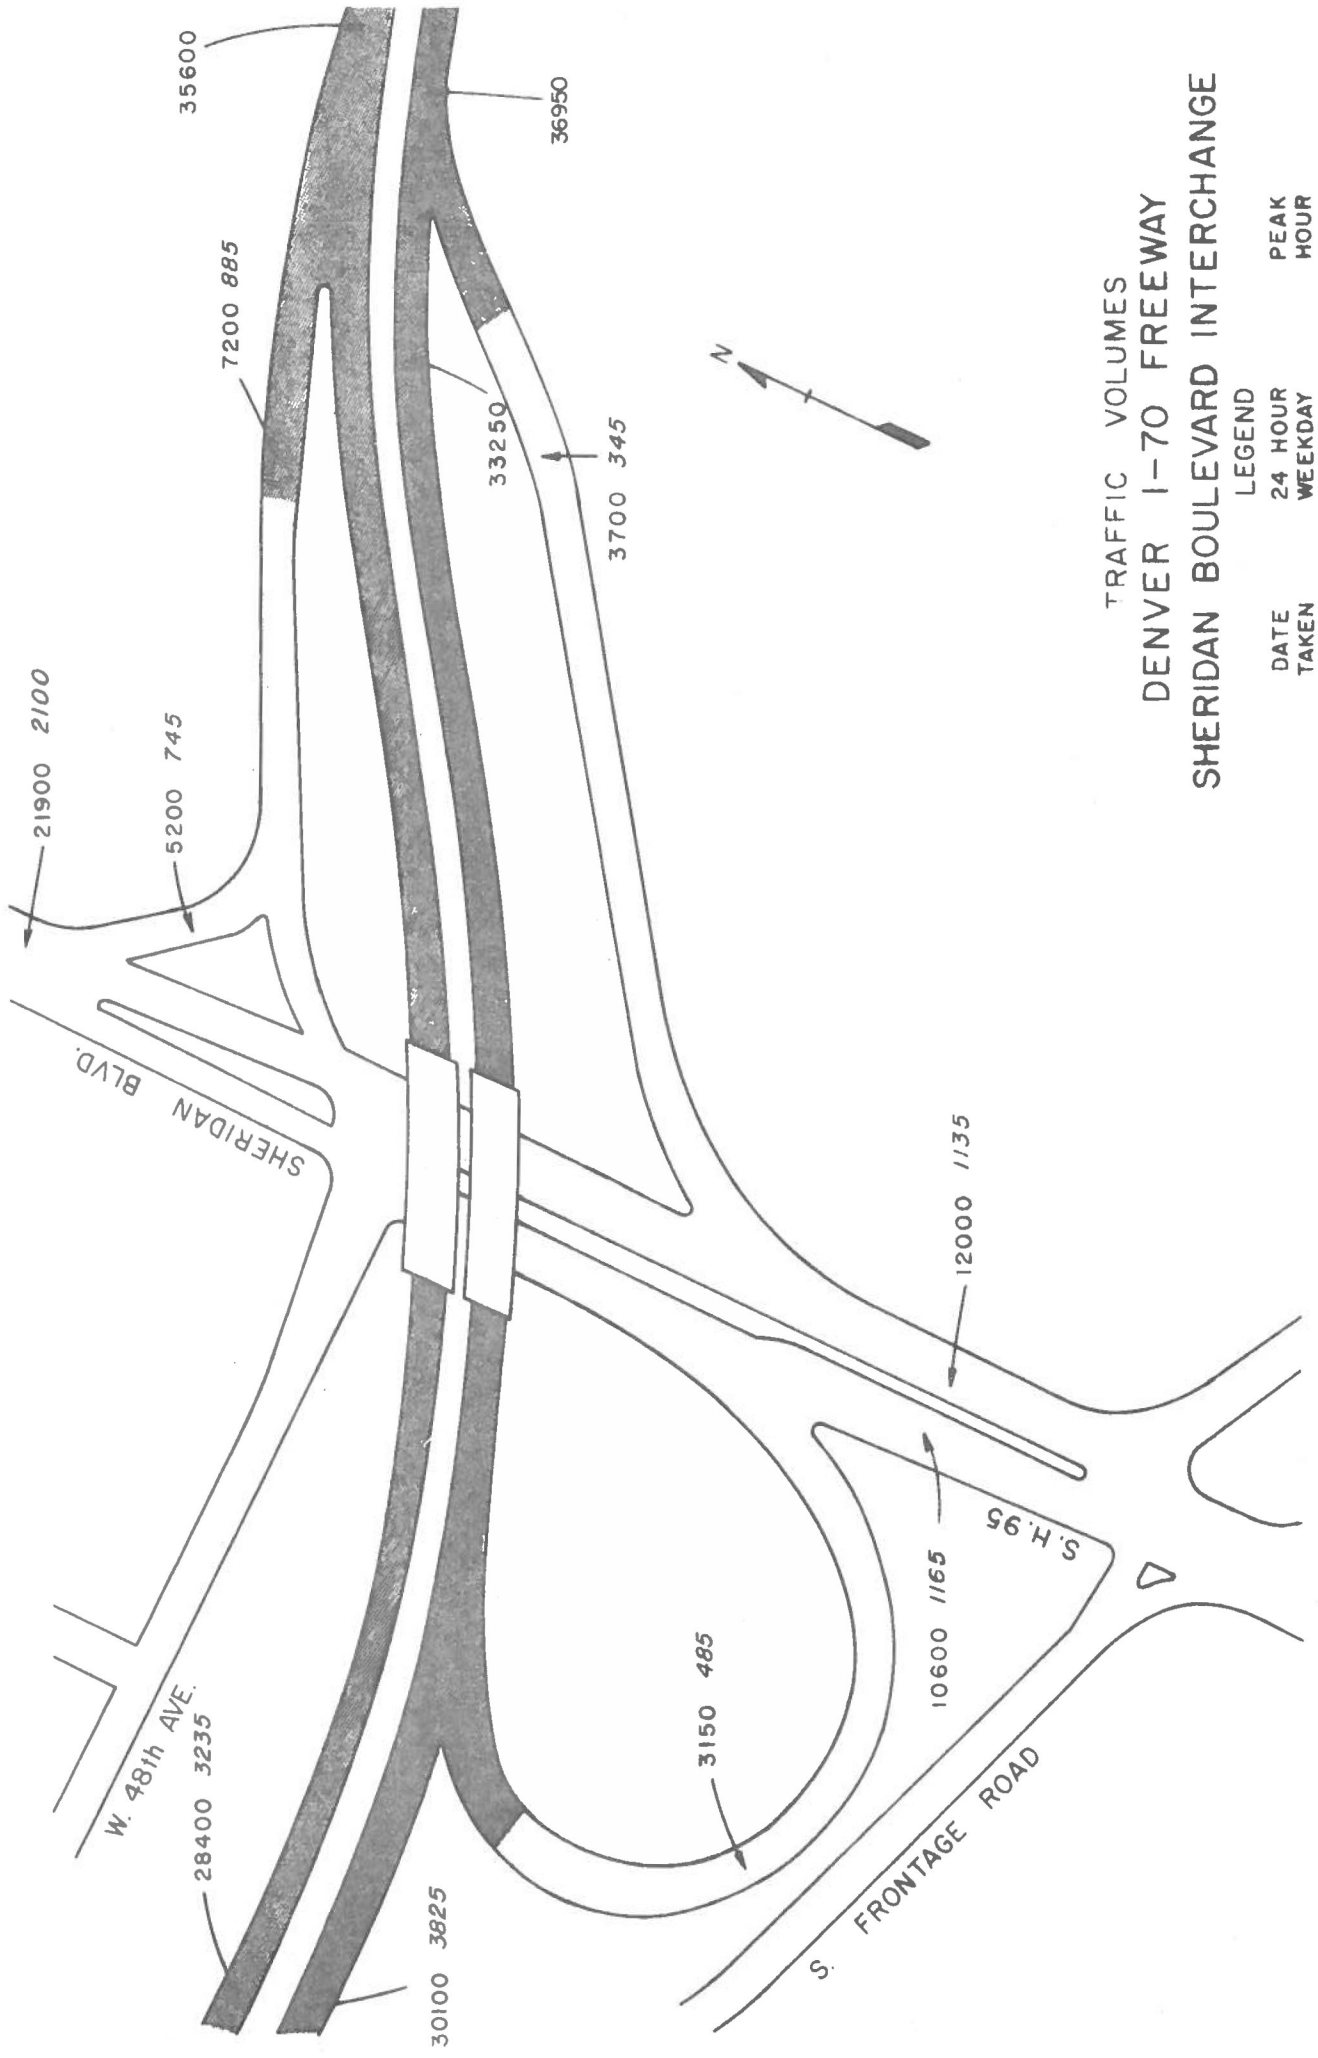 35600
36950
7200 885
33250
3700 345
21900 2100
5200 745
SHERIDAN BLVD.
12000 1135
S.H. 95
10600 1165
3150 485
W. 48th AVE.
28400 3235
30100 3825
S. FRONTAGE ROAD
N
TRAFFIC VOLUMES
DENVER I-70 FREEWAY
SHERIDAN BOULEVARD INTERCHANGE
LEGEND
DATE 24 HOUR PEAK
TAKEN WEEKDAY HOUR